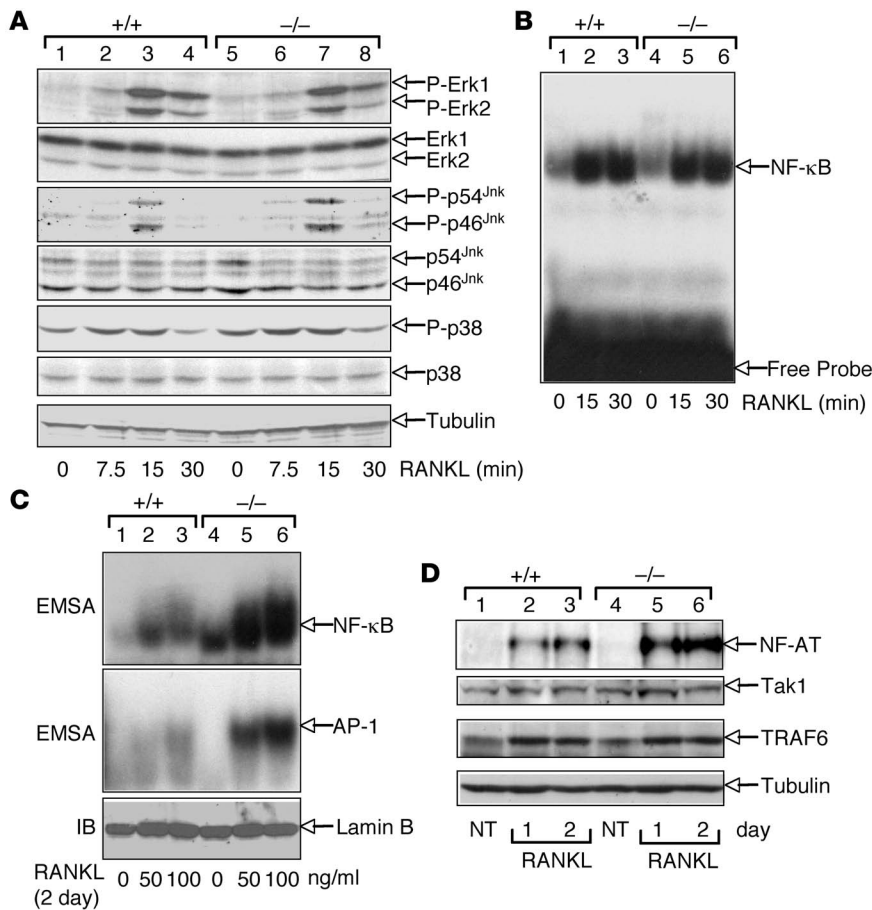 A
+/+ –/–
1 2 3 4 5 6 7 8
P-Erk1
P-Erk2
Erk1
Erk2
P-p54Jnk
P-p46Jnk
p54Jnk
p46Jnk
P-p38
p38
Tubulin
0 7.5 15 30 0 7.5 15 30 RANKL (min)
B
+/+ –/–
1 2 3 4 5 6
NF-κB
Free Probe
0 15 30 0 15 30 RANKL (min)
C
+/+ –/–
1 2 3 4 5 6
EMSA NF-κB
EMSA AP-1
IB Lamin B
RANKL
(2 day) 0 50 100 0 50 100 ng/ml
D
+/+ –/–
1 2 3 4 5 6
NF-AT
Tak1
TRAF6
Tubulin
NT 1 2 NT 1 2 day
RANKL RANKL